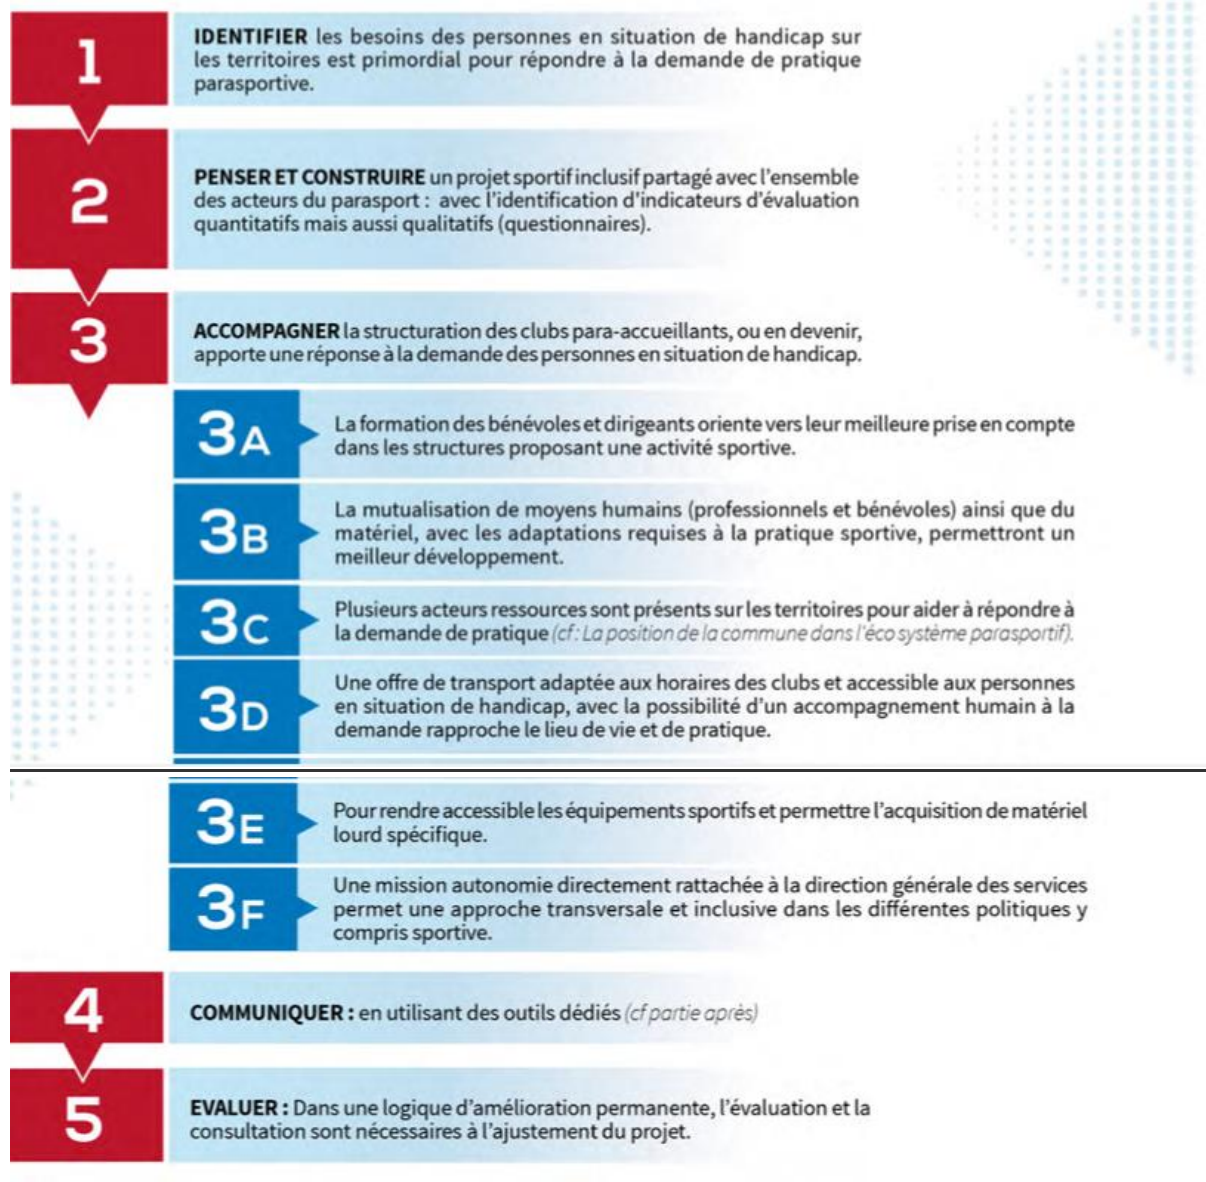 1
IDENTIFIER les besoins des personnes en situation de handicap sur
les territoires est primordial pour répondre à la demande de pratique
parasportive.
2
PENSER ET CONSTRUIRE un projet sportif inclusif partagé avec l'ensemble
des acteurs du parasport : avec l'identification d'indicateurs d'évaluation
quantitatifs mais aussi qualitatifs (questionnaires).
3
ACCOMPAGNER la structuration des clubs para-accueillants, ou en devenir,
apporte une réponse à la demande des personnes en situation de handicap.
3A
La formation des bénévoles et dirigeants oriente vers leur meilleure prise en compte
dans les structures proposant une activité sportive.
3B
La mutualisation de moyens humains (professionnels et bénévoles) ainsi que du
matériel, avec les adaptations requises à la pratique sportive, permettront un
meilleur développement.
3C
Plusieurs acteurs ressources sont présents sur les territoires pour aider à répondre à
la demande de pratique (cf : La position de la commune dans l'éco système parasportif).
3D
Une offre de transport adaptée aux horaires des clubs et accessible aux personnes
en situation de handicap, avec la possibilité d'un accompagnement humain à la
demande rapproche le lieu de vie et de pratique.
3E
Pour rendre accessible les équipements sportifs et permettre l'acquisition de matériel
lourd spécifique.
3F
Une mission autonomie directement rattachée à la direction générale des services
permet une approche transversale et inclusive dans les différentes politiques y
compris sportive.
4
COMMUNIQUER : en utilisant des outils dédiés (cf partie après)
5
EVALUER : Dans une logique d'amélioration permanente, l'évaluation et la
consultation sont nécessaires à l'ajustement du projet.